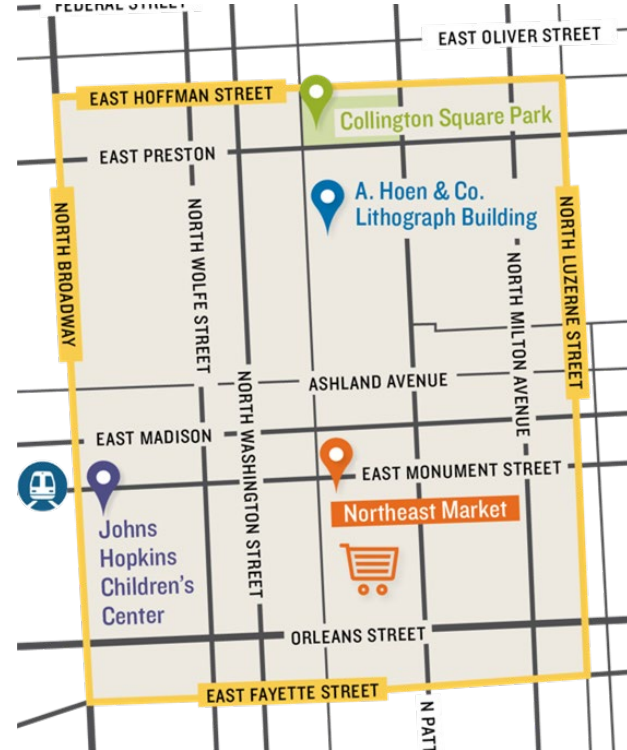 FEDERAL STREET
EAST OLIVER STREET
EAST HOFFMAN STREET
Collington Square Park
EAST PRESTON
A. Hoen & Co.
Lithograph Building
NORTH BROADWAY
NORTH WOLFE STREET
NORTH LUZERNE STREET
NORTH MILTON AVENUE
NORTH WASHINGTON STREET
ASHLAND AVENUE
EAST MADISON
EAST MONUMENT STREET
Northeast Market
Johns
Hopkins
Children's
Center
ORLEANS STREET
EAST FAYETTE STREET
N PATT